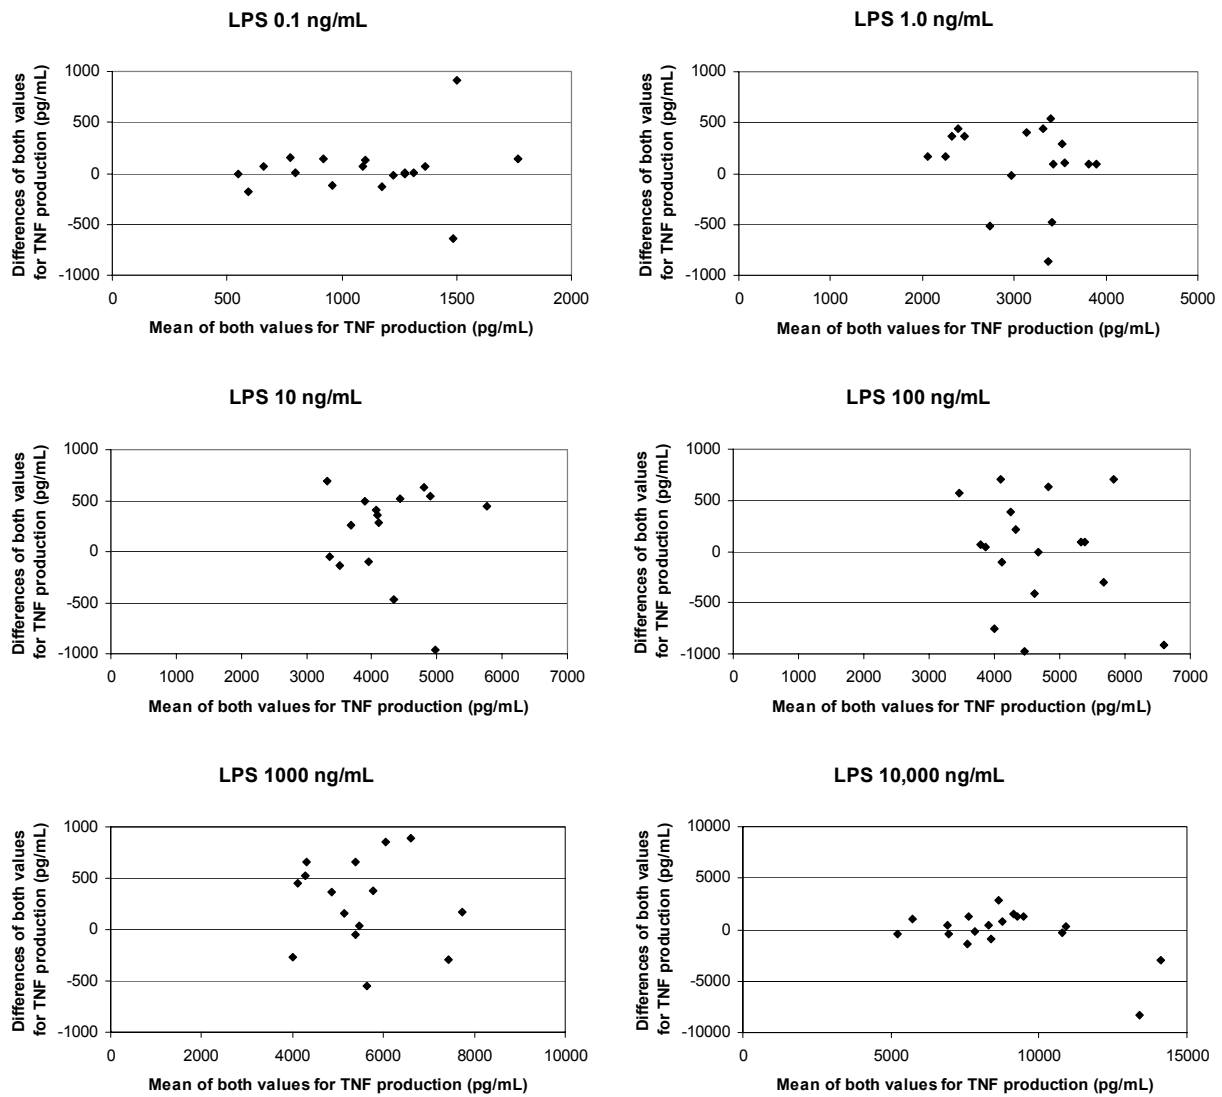 LPS 0.1 ng/mL
Differences of both values
for TNF production (pg/mL)
1000
500
0
-500
-1000
0 500 1000 1500 2000
Mean of both values for TNF production (pg/mL)
LPS 1.0 ng/mL
Differences of both values
for TNF production (pg/mL)
1000
500
0
-500
-1000
0 1000 2000 3000 4000 5000
Mean of both values for TNF production (pg/mL)
LPS 10 ng/mL
Differences of both values
for TNF production (pg/mL)
1000
500
0
-500
-1000
0 1000 2000 3000 4000 5000 6000 7000
Mean of both values for TNF production (pg/mL)
LPS 100 ng/mL
Differences of both values
for TNF production (pg/mL)
1000
500
0
-500
-1000
0 1000 2000 3000 4000 5000 6000 7000
Mean of both values for TNF production (pg/mL)
LPS 1000 ng/mL
Differences of both values
for TNF production (pg/mL)
1000
500
0
-500
-1000
0 2000 4000 6000 8000 10000
Mean of both values for TNF production (pg/mL)
LPS 10,000 ng/mL
Differences of both values
for TNF production (pg/mL)
10000
5000
0
-5000
-10000
0 5000 10000 15000
Mean of both values for TNF production (pg/mL)